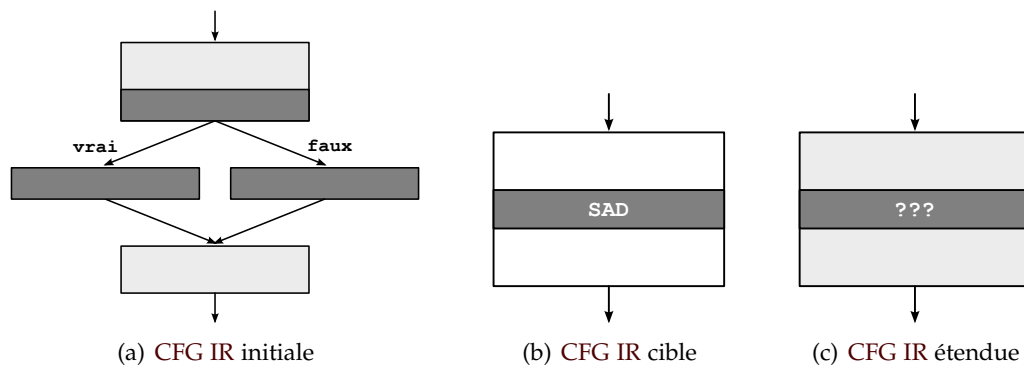 vrai
faux
SAD
???
(a) CFG IR initiale
(b) CFG IR cible
(c) CFG IR étendue